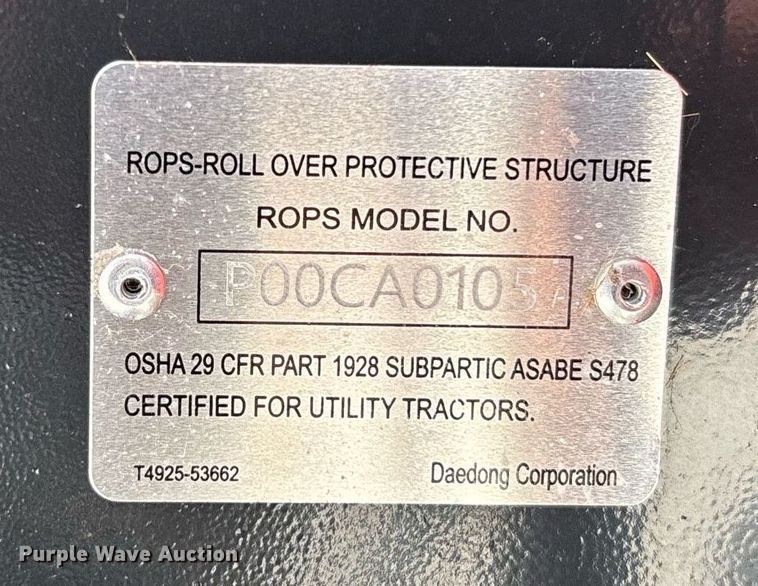 ROPS-ROLL OVER PROTECTIVE STRUCTURE
ROPS MODEL NO.
P00CA0105A
OSHA 29 CFR PART 1928 SUBPARTIC ASABE S478
CERTIFIED FOR UTILITY TRACTORS.
T4925-53662 Daedong Corporation
Purple Wave Auction